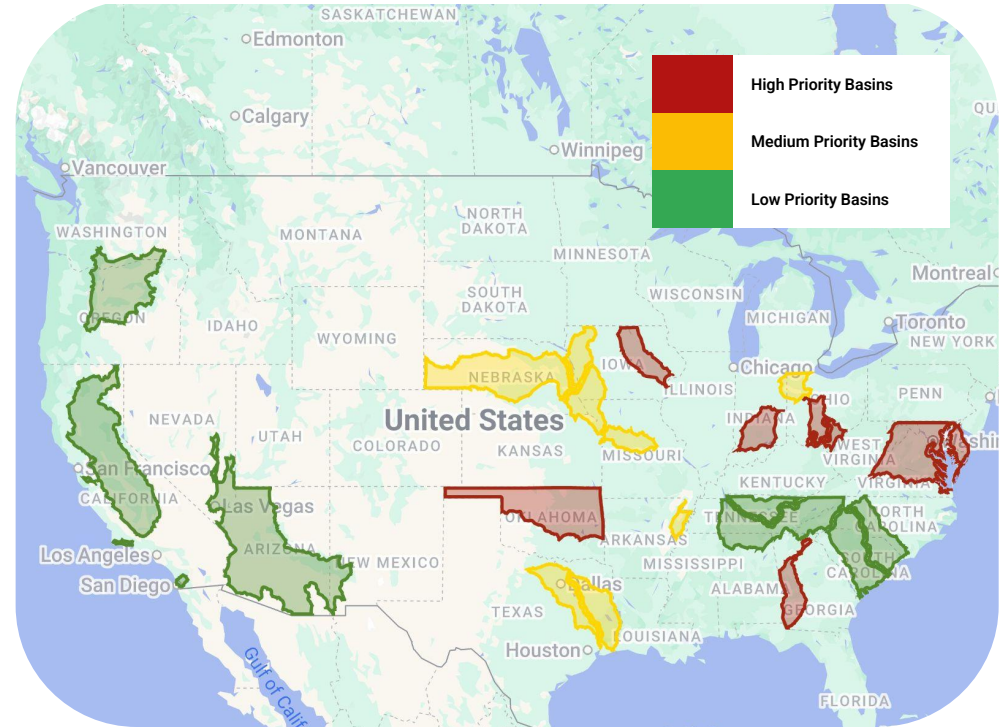 SASKATCHEWAN
Edmonton
Calgary
Winnipeg
Vancouver
High Priority Basins
Medium Priority Basins
Low Priority Basins
QU
WASHINGTON
MONTANA
NORTH
DAKOTA
MINNESOTA
Montreal
OREGON
IDAHO
SOUTH
DAKOTA
WISCONSIN
MICHIGAN
Toronto
NEW YORK
WYOMING
IOWA
Chicago
NEBRASKA
ILLINOIS
INDIANA
OHIO
PENN
United States
NEVADA
UTAH
COLORADO
KANSAS
MISSOURI
WEST
VIRGINIA
Washin
San Francisco
CALIFORNIA
Las Vegas
KENTUCKY
VIRGINIA
OKLAHOMA
TENNESSEE
NORTH
CAROLINA
Los Angeles
ARIZONA
NEW MEXICO
ARKANSAS
MISSISSIPPI
SOUTH
CAROLINA
San Diego
Dallas
ALABAMA
GEORGIA
TEXAS
LOUISIANA
Houston
Gulf of Calif
FLORIDA